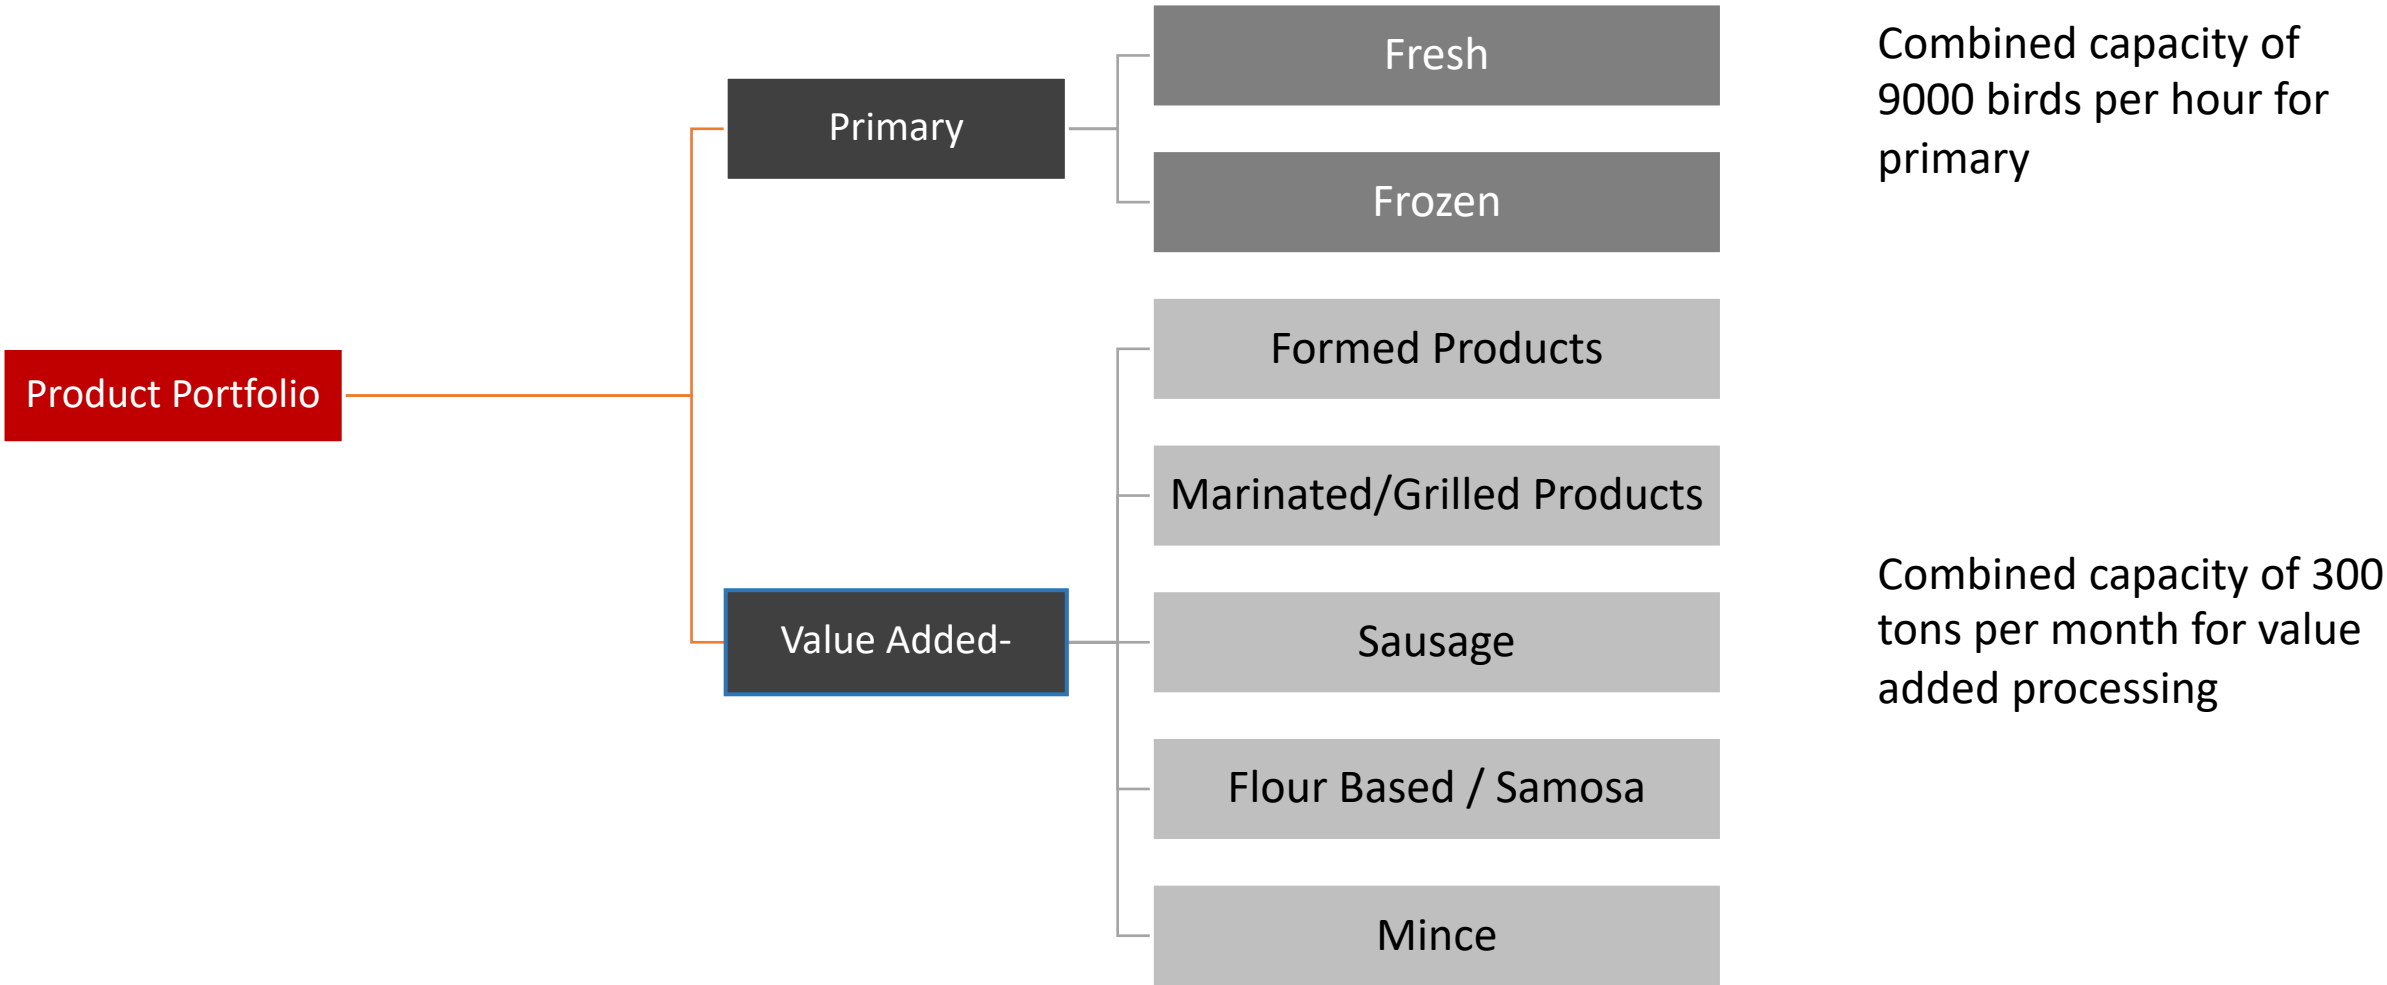 Product Portfolio
Primary
Fresh
Frozen
Combined capacity of
9000 birds per hour for
primary
Value Added-
Formed Products
Marinated/Grilled Products
Sausage
Flour Based / Samosa
Mince
Combined capacity of 300
tons per month for value
added processing